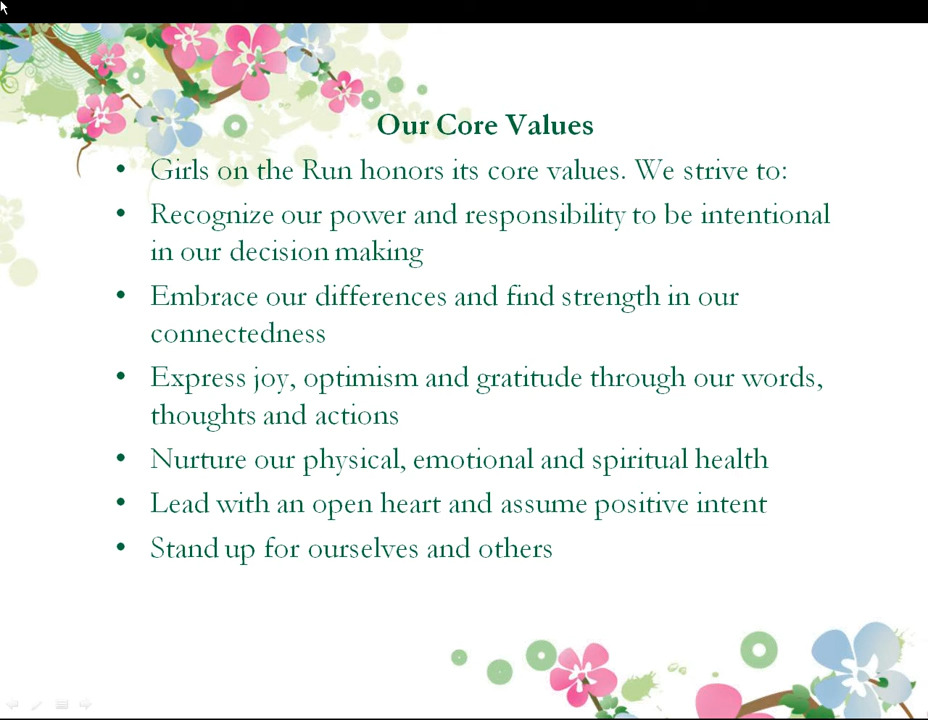 Our Core Values
• Girls on the Run honors its core values. We strive to:
• Recognize our power and responsibility to be intentional
in our decision making
• Embrace our differences and find strength in our
connectedness
• Express joy, optimism and gratitude through our words,
thoughts and actions
• Nurture our physical, emotional and spiritual health
• Lead with an open heart and assume positive intent
• Stand up for ourselves and others